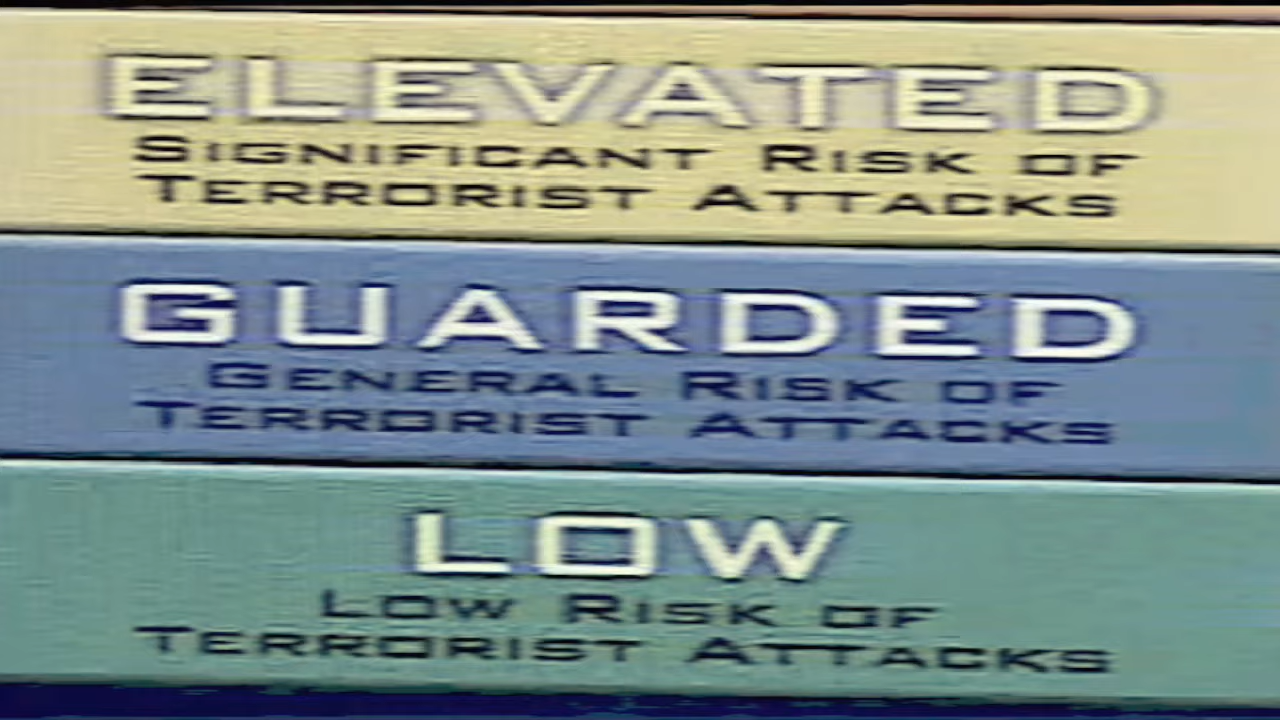 ELEVATED
SIGNIFICANT RISK OF
TERRORIST ATTACKS
GUARDED
GENERAL RISK OF
TERRORIST ATTACKS
LOW
LOW RISK OF
TERRORIST ATTACKS